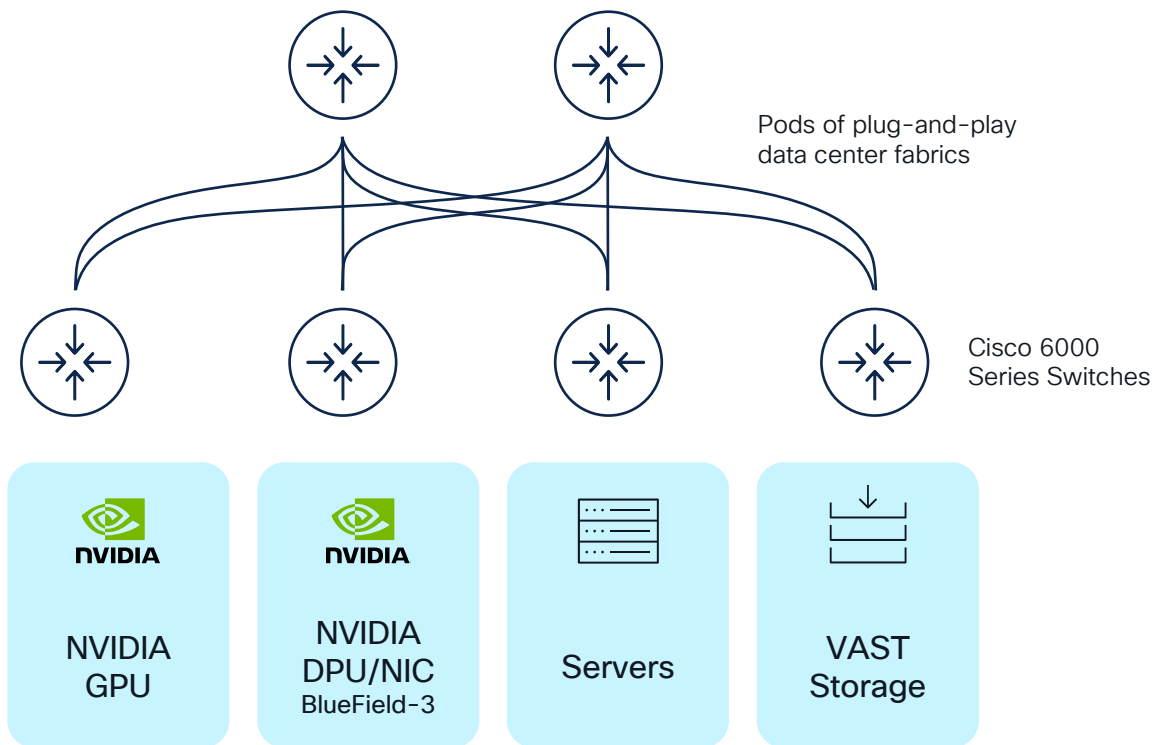 Pods of plug-and-play
data center fabrics
Cisco 6000
Series Switches
NVIDIA
NVIDIA
GPU
NVIDIA
NVIDIA
DPU/NIC
BlueField-3
Servers
VAST
Storage